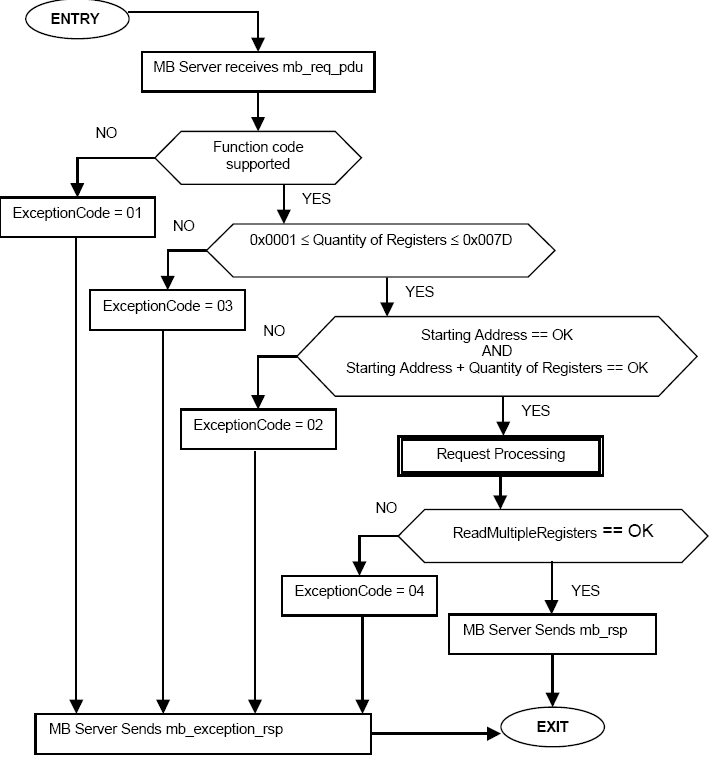 ENTRY
MB Server receives mb_req_pdu
NO
Function code
supported
YES
ExceptionCode = 01
NO
0x0001 ≤ Quantity of Registers ≤ 0x007D
YES
ExceptionCode = 03
NO
Starting Address == OK
AND
Starting Address + Quantity of Registers == OK
YES
ExceptionCode = 02
Request Processing
NO
ReadMultipleRegisters == OK
YES
ExceptionCode = 04
MB Server Sends mb_rsp
MB Server Sends mb_exception_rsp
EXIT